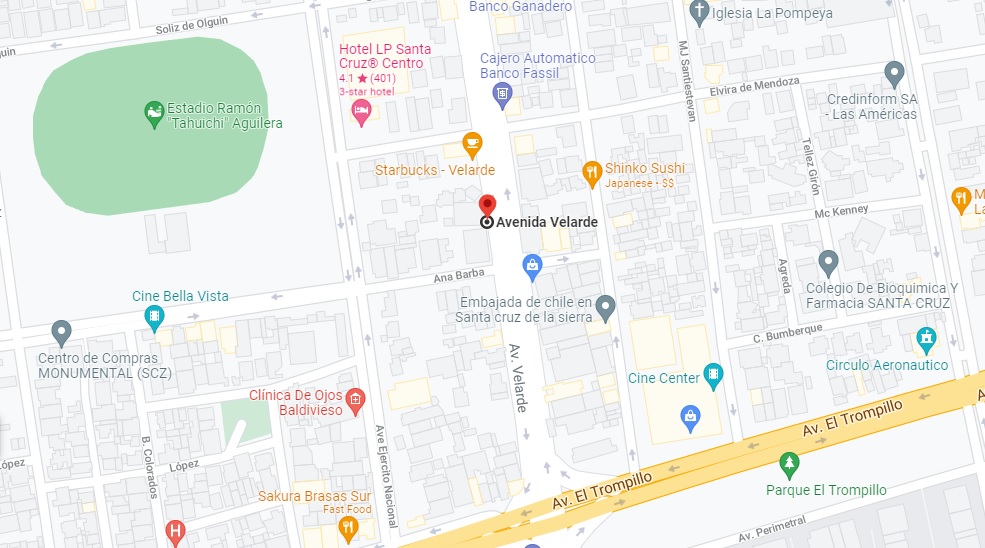 Banco Ganadero
Iglesia La Pompeya
Soliz de Olguin
guin
Hotel LP Santa
Cruz® Centro
4.1 ★ (401)
3-star hotel
Cajero Automatico
Banco Fassil
MJ Santiestevan
Elvira de Mendoza
Credinform SA
- Las Américas
Estadio Ramón
"Tahuichi" Aguilera
Starbucks - Velarde
Shinko Sushi
Japanese • $$
Tellez Girón
M
La
Avenida Velarde
Mc Kenney
Ana Barba
Agreda
Colegio De Bioquimica Y
Farmacia SANTA CRUZ
Cine Bella Vista
Embajada de chile en
Santa cruz de la sierra
C. Bumberque
Centro de Compras
MONUMENTAL (SCZ)
Av. Velarde
Cine Center
Circulo Aeronautico
Clínica De Ojos
Baldivieso
Av. El Trompillo
A
B. Colorados
López
López
Ave Ejercito Nacional
Av. El Trompillo
Parque El Trompillo
Sakura Brasas Sur
Fast Food
H
Av. Perimetral